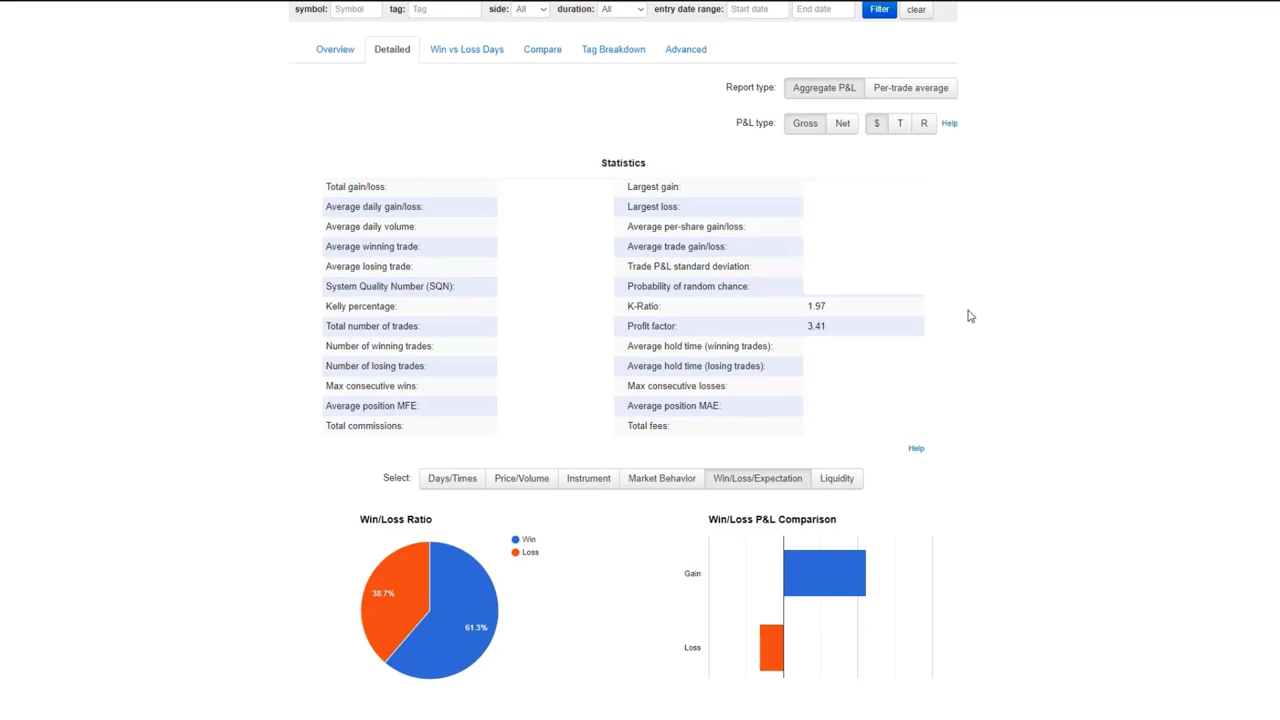 symbol: Symbol tag: Tag side: All duration: All entry date range: Start date End date Filter clear
Overview Detailed Win vs Loss Days Compare Tag Breakdown Advanced
Report type: Aggregate P&L Per-trade average
P&L type: Gross Net $ T R Help
Statistics
Total gain/loss: Largest gain:
Average daily gain/loss: Largest loss:
Average daily volume: Average per-share gain/loss:
Average winning trade: Average trade gain/loss:
Average losing trade: Trade P&L standard deviation:
System Quality Number (SQN): Probability of random chance:
Kelly percentage: K-Ratio: 1.97
Total number of trades: Profit factor: 3.41
Number of winning trades: Average hold time (winning trades):
Number of losing trades: Average hold time (losing trades):
Max consecutive wins: Max consecutive losses:
Average position MFE: Average position MAE:
Total commissions: Total fees:
Help
Select: Days/Times Price/Volume Instrument Market Behavior Win/Loss/Expectation Liquidity
Win/Loss Ratio Win/Loss P&L Comparison
Win
Loss
Gain
38.7%
61.3%
Loss